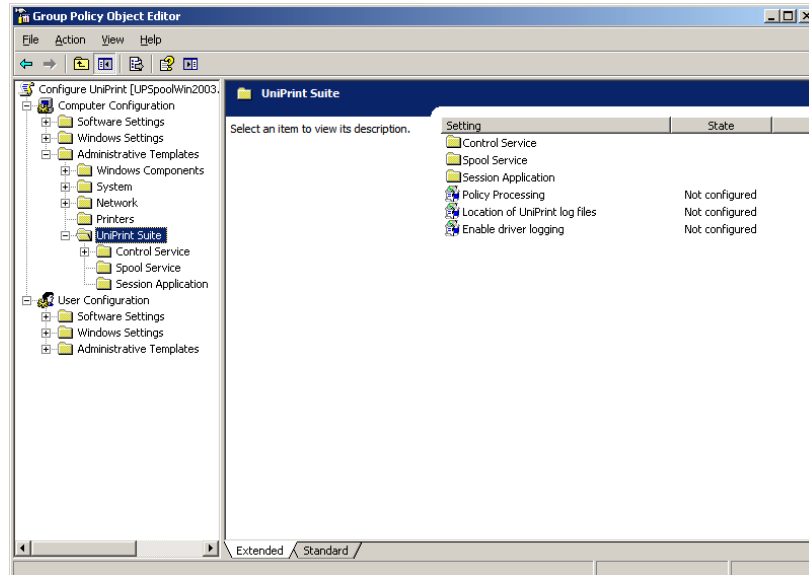 Group Policy Object Editor
File Action View Help
Configure UniPrint [UPSpoolWin2003.
Computer Configuration
Software Settings
Windows Settings
Administrative Templates
Windows Components
System
Network
Printers
UniPrint Suite
Control Service
Spool Service
Session Application
User Configuration
Software Settings
Windows Settings
Administrative Templates
UniPrint Suite
Select an item to view its description.
Setting State
Control Service
Spool Service
Session Application
Policy Processing Not configured
Location of UniPrint log files Not configured
Enable driver logging Not configured
Extended Standard